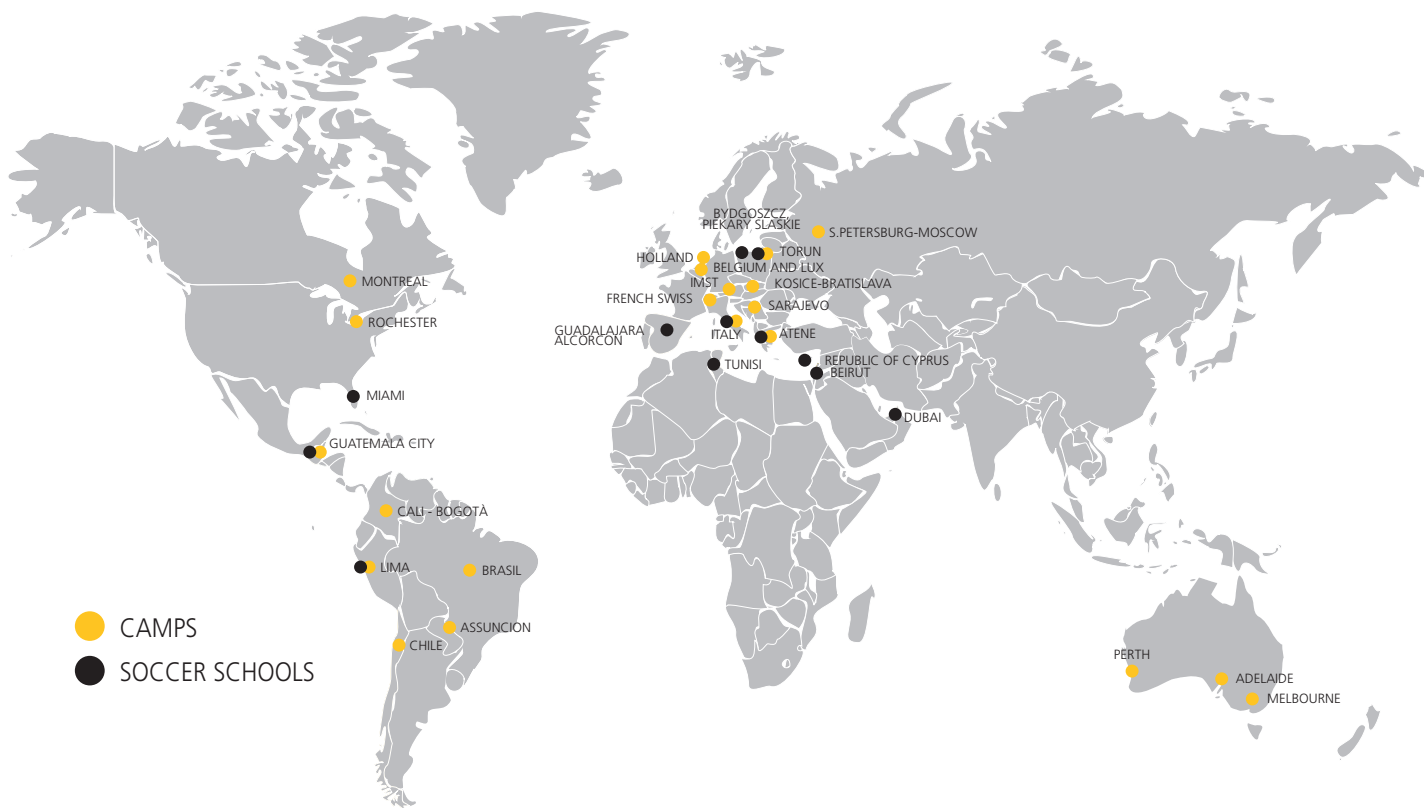 BYDGOSZCZ,
PIEKARY SLASKIE
S.PETERSBURG-MOSCOW
HOLLAND
TORUN
BELGIUM AND LUX
IMST
KOSICE-BRATISLAVA
MONTREAL
FRENCH SWISS
SARAJEVO
ROCHESTER
GUADALAJARA
ALCORCON
ITALY
ATENE
TUNISI
REPUBLIC OF CYPRUS
BEIRUT
MIAMI
DUBAI
GUATEMALA CITY
CALI - BOGOTÀ
LIMA
BRASIL
CAMPS
ASSUNCION
CHILE
SOCCER SCHOOLS
PERTH
ADELAIDE
MELBOURNE